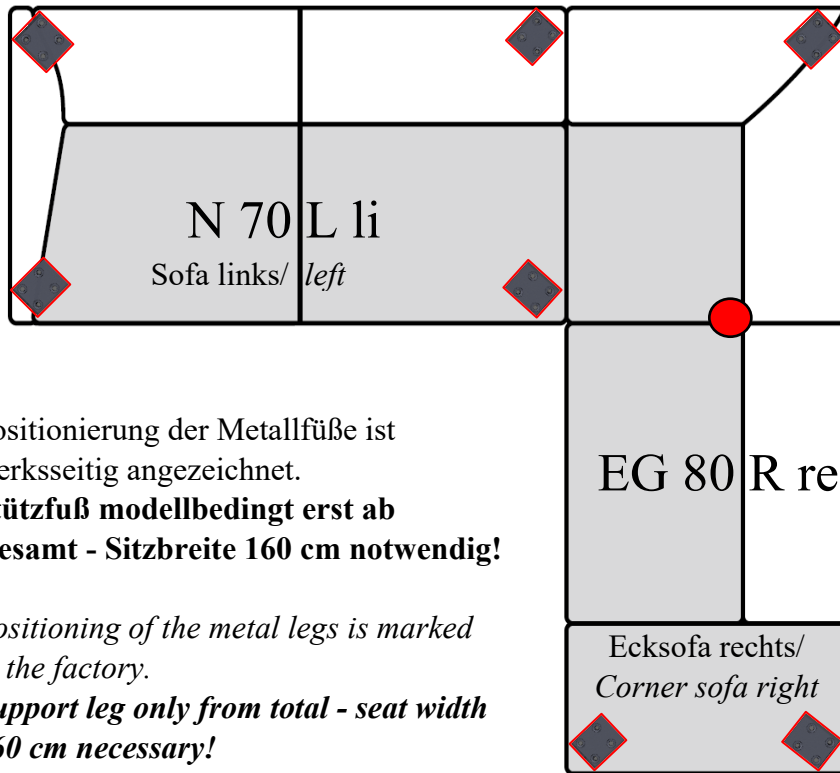 N 70 L li
Sofa links/ left
ositionierung der Metallfüße ist
erksseitig angezeichnet.
tützfuß modellbedingt erst ab
esamt - Sitzbreite 160 cm notwendig!
ositioning of the metal legs is marked
the factory.
upport leg only from total - seat width
60 cm necessary!
EG 80 R re
Ecksofa rechts/
Corner sofa right